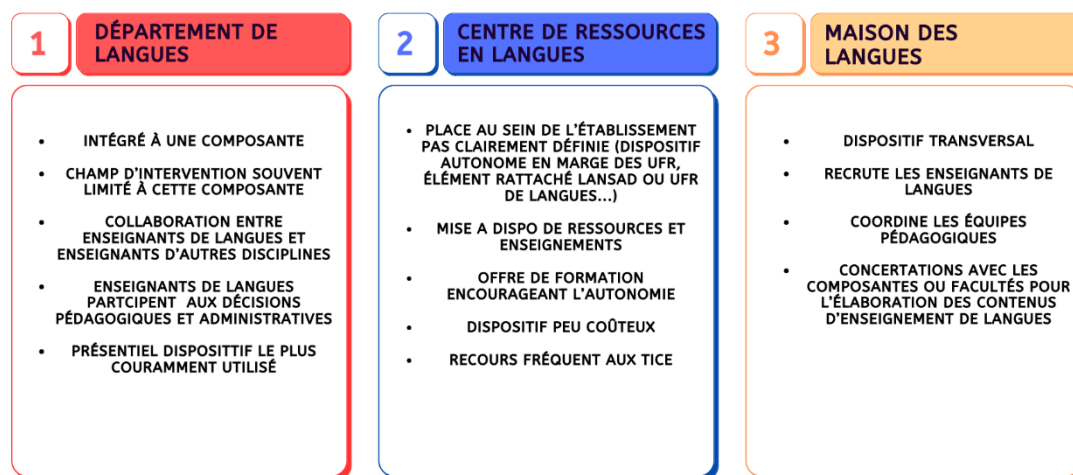 1
DÉPARTEMENT DE
LANGUES
• INTÉGRÉ À UNE COMPOSANTE
• CHAMP D'INTERVENTION SOUVENT
LIMITÉ À CETTE COMPOSANTE
• COLLABORATION ENTRE
ENSEIGNANTS DE LANGUES ET
ENSEIGNANTS D'AUTRES DISCIPLINES
• ENSEIGNANTS DE LANGUES
PARTCIPENT AUX DÉCISIONS
PÉDAGOGIQUES ET ADMINISTRATIVES
• PRÉSENTIEL DISPOSITTIF LE PLUS
COURAMMENT UTILISÉ
2
CENTRE DE RESSOURCES
EN LANGUES
• PLACE AU SEIN DE L'ÉTABLISSEMENT
PAS CLAIREMENT DÉFINIE (DISPOSITIF
AUTONOME EN MARGE DES UFR,
ÉLÉMENT RATTACHÉ LANSAD OU UFR
DE LANGUES...)
• MISE A DISPO DE RESSOURCES ET
ENSEIGNEMENTS
• OFFRE DE FORMATION
ENCOURAGEANT L'AUTONOMIE
• DISPOSITIF PEU COÛTEUX
• RECOURS FRÉQUENT AUX TICE
3
MAISON DES
LANGUES
• DISPOSITIF TRANSVERSAL
• RECRUTE LES ENSEIGNANTS DE
LANGUES
• COORDINE LES ÉQUIPES
PÉDAGOGIQUES
• CONCERTATIONS AVEC LES
COMPOSANTES OU FACULTÉS POUR
L'ÉLABORATION DES CONTENUS
D'ENSEIGNEMENT DE LANGUES